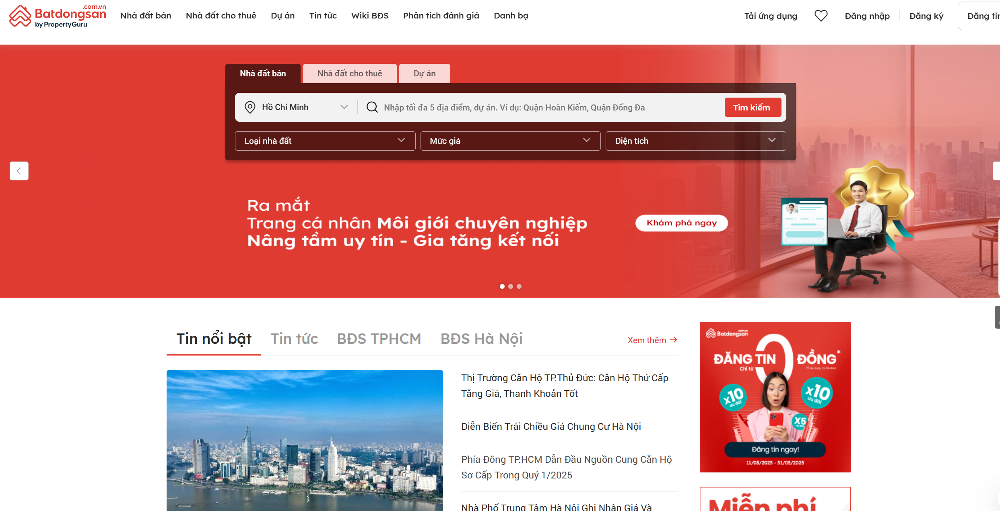 Batdongsan
.com.vn
by PropertyGuru
Nhà đất bán
Nhà đất cho thuê
Dự án
Tin tức
Wiki BĐS
Phân tích đánh giá
Danh bạ
Tải ứng dụng
Đăng nhập
Đăng ký
Đăng
Nhà đất bán
Nhà đất cho thuê
Dự án
Hồ Chí Minh
Nhập tối đa 5 địa điểm, dự án. Ví dụ: Quận Hoàn Kiếm, Quận Đống Đa
Tìm kiếm
Loại nhà đất
Mức giá
Diện tích
Ra mắt
Trang cá nhân Môi giới chuyên nghiệp
Nâng tầm uy tín - Gia tăng kết nối
Khám phá ngay
Tin nổi bật
Tin tức
BĐS TPHCM
BĐS Hà Nội
Xem thêm
Thị Trường Căn Hộ TP.Thủ Đức: Căn Hộ Thứ Cấp
Tăng Giá, Thanh Khoản Tốt
Diễn Biến Trái Chiều Giá Chung Cư Hà Nội
Phía Đông TP.HCM Dẫn Đầu Nguồn Cung Căn Hộ
Sơ Cấp Trong Quý 1/2025
Nhà Phố Trung Tâm Hà Nội Ghi Nhận Giá Và
Batdongsan
.com.vn
ĐĂNG TIN 0 ĐỒNG*
Chỉ từ
(*) Áp dụng có điều kiện
x10
ưu đãi
x10
ưu đãi
X5
ưu đãi
Đăng tin ngay!
11/03/2025 - 31/05/2025
Miễn phí